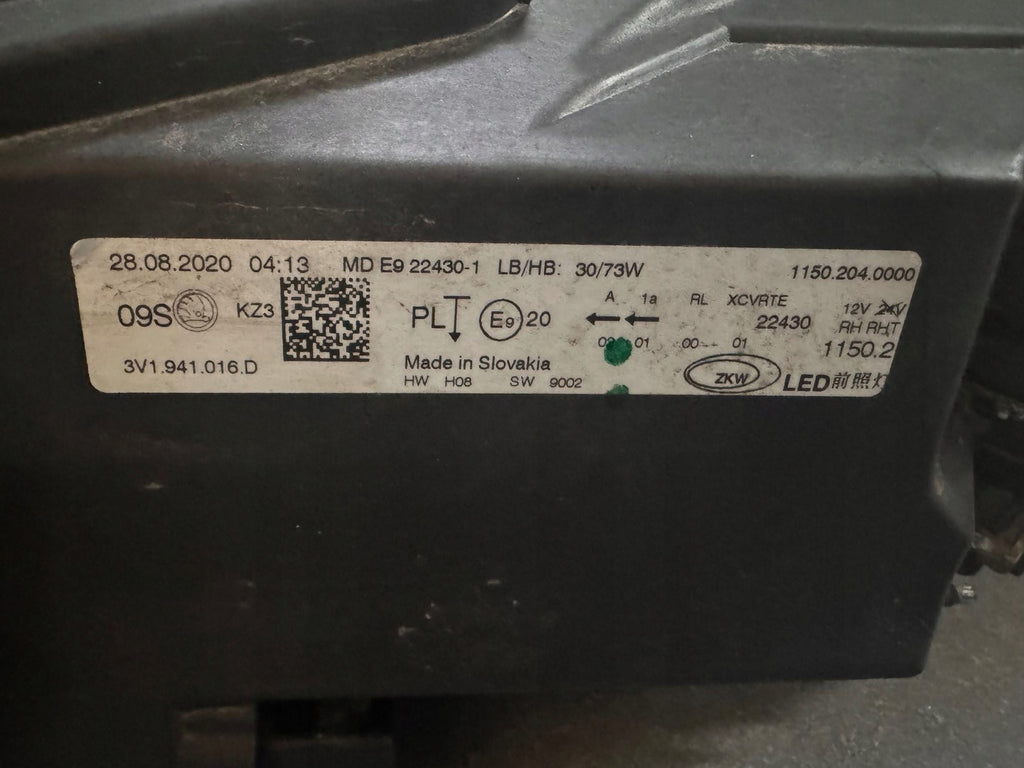 28.08.2020 04:13 MD E9 22430-1 LB/HB: 30/73W 1150.204.0000
09S KZ3 PL E9 20 A 1a RL XCVRTE 12V 24V
22430 RH RHT
01 00 01 1150.2
3V1.941.016.D Made in Slovakia
HW H08 SW 9002 ZKW LED前照灯